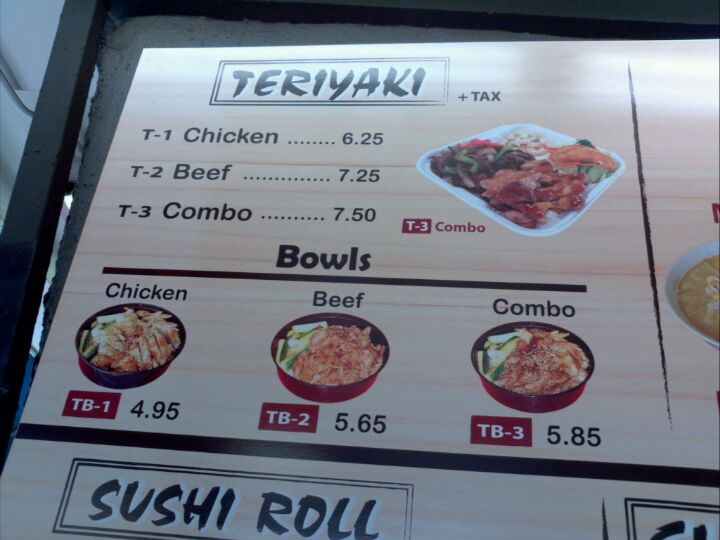 TERIYAKI + TAX
T-1 Chicken ........ 6.25
T-2 Beef .............. 7.25
T-3 Combo .......... 7.50
T-3 Combo
Bowls
Chicken Beef Combo
TB-1 4.95 TB-2 5.65 TB-3 5.85
SUSHI ROLL